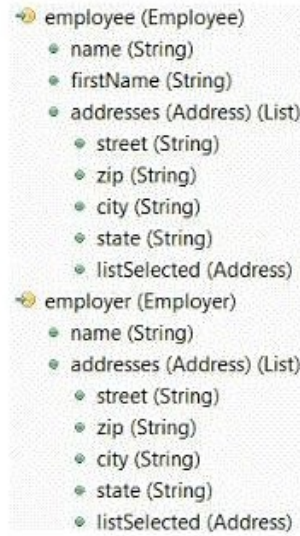 employee (Employee)
name (String)
firstName (String)
addresses (Address) (List)
street (String)
zip (String)
city (String)
state (String)
listSelected (Address)
employer (Employer)
name (String)
addresses (Address) (List)
street (String)
zip (String)
city (String)
state (String)
listSelected (Address)